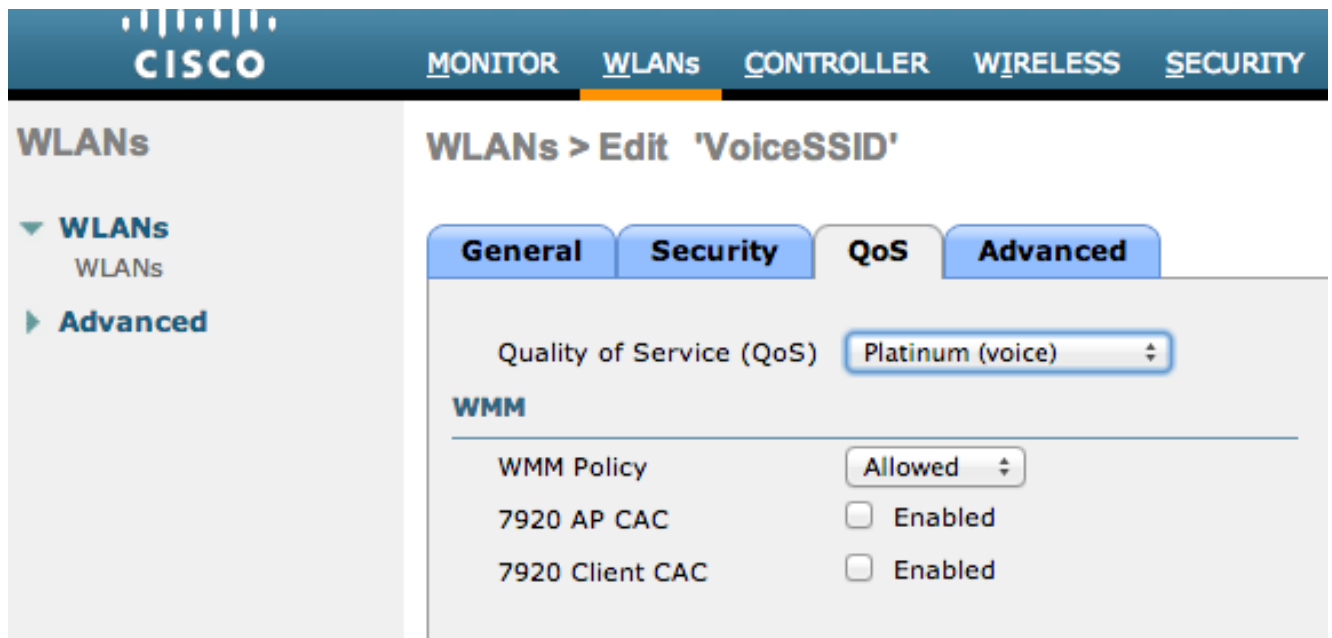 CISCO
MONITOR WLANs CONTROLLER WIRELESS SECURITY
WLANs
WLANs
WLANs
Advanced
WLANs > Edit 'VoiceSSID'
General Security QoS Advanced
Quality of Service (QoS) Platinum (voice)
WMM
WMM Policy Allowed
7920 AP CAC Enabled
7920 Client CAC Enabled